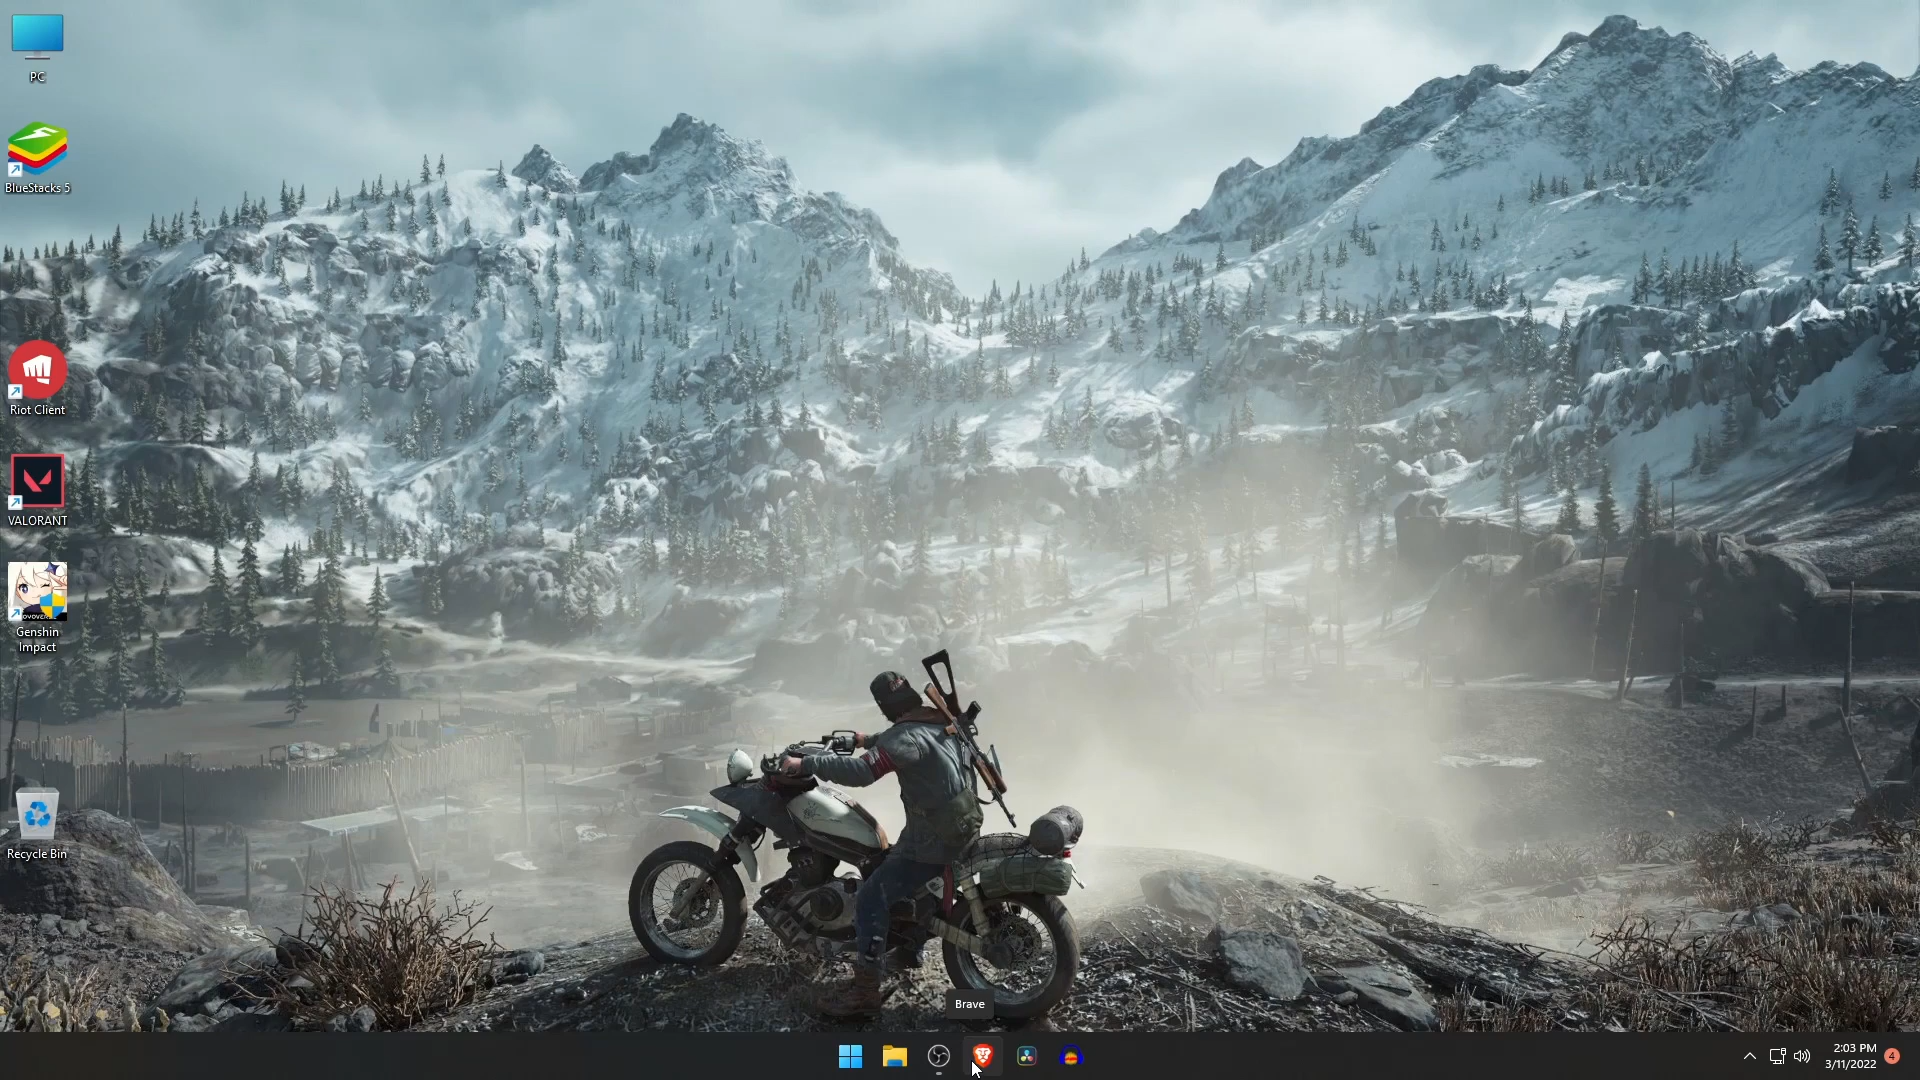 PC
BlueStacks 5
Riot Client
VALORANT
Genshin
Impact
Recycle Bin
Brave
2:03 PM
3/11/2022
4